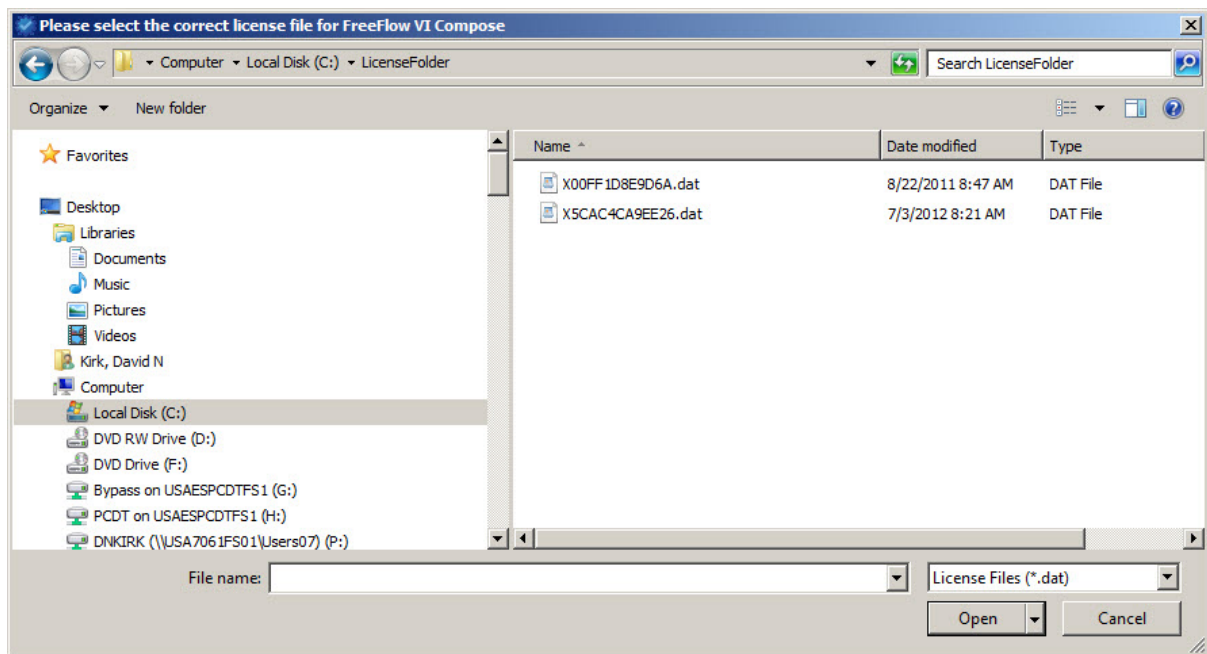 Please select the correct license file for FreeFlow VI Compose
Computer Local Disk (C:) LicenseFolder
Search LicenseFolder
Organize New folder
Favorites
Desktop
Libraries
Documents
Music
Pictures
Videos
Kirk, David N
Computer
Local Disk (C:)
DVD RW Drive (D:)
DVD Drive (F:)
Bypass on USAESPCDTFS1 (G:)
PCDT on USAESPCDTFS1 (H:)
DNKIRK (\\USA7061FS01\Users07) (P:)
Name Date modified Type
X00FF1D8E9D6A.dat 8/22/2011 8:47 AM DAT File
X5CAC4CA9EE26.dat 7/3/2012 8:21 AM DAT File
File name:
License Files (*.dat)
Open Cancel